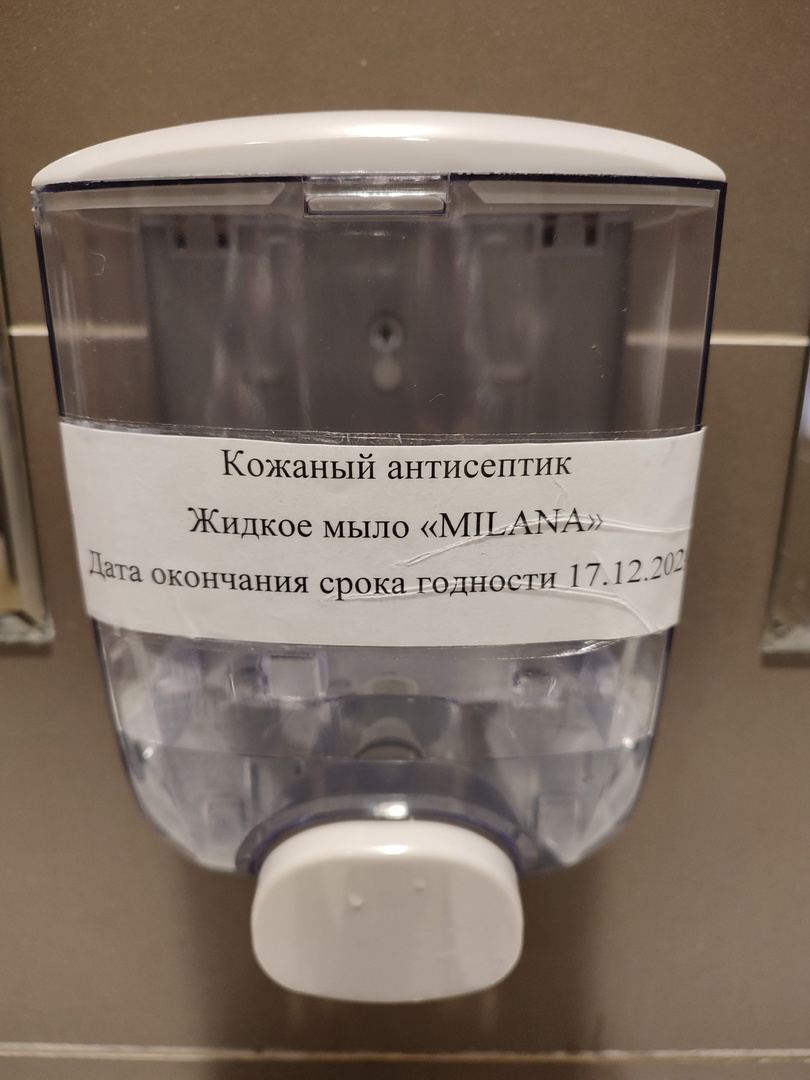 Кожаный антисептик
Жидкое мыло «MILANA»
Дата окончания срока годности 17.12.202